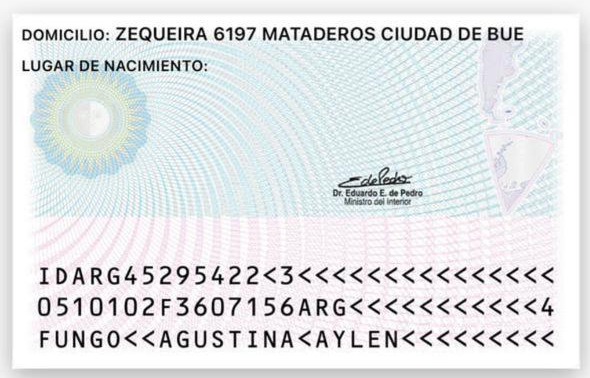 DOMICILIO: ZEQUEIRA 6197 MATADEROS CIUDAD DE BUE
LUGAR DE NACIMIENTO:
Dr. Eduardo E. de Pedro
Ministro del Interior
IDARG45295422<3<<<<<<<<<<<<<<<
0510102F3607156ARG<<<<<<<<<<<4
FUNGO<<AGUSTINA<AYLEN<<<<<<<<<